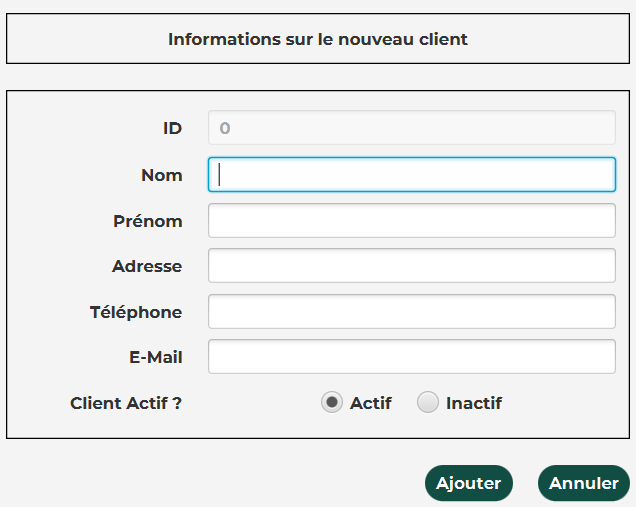 Informations sur le nouveau client
ID 0
Nom
Prénom
Adresse
Téléphone
E-Mail
Client Actif ? Actif Inactif
Ajouter Annuler